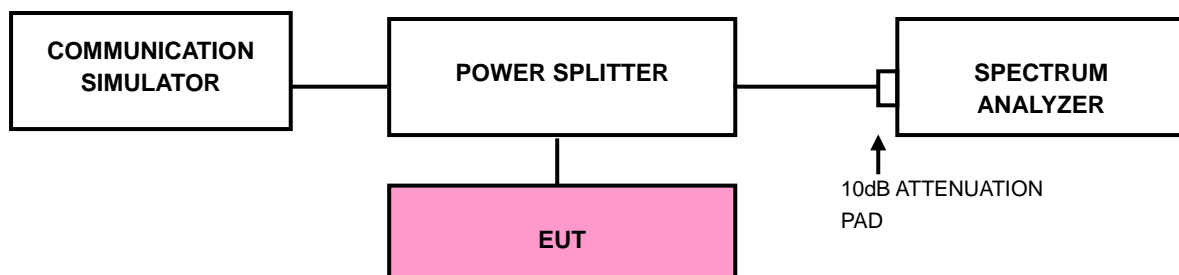 COMMUNICATION
SIMULATOR
POWER SPLITTER
SPECTRUM
ANALYZER
10dB ATTENUATION
PAD
EUT